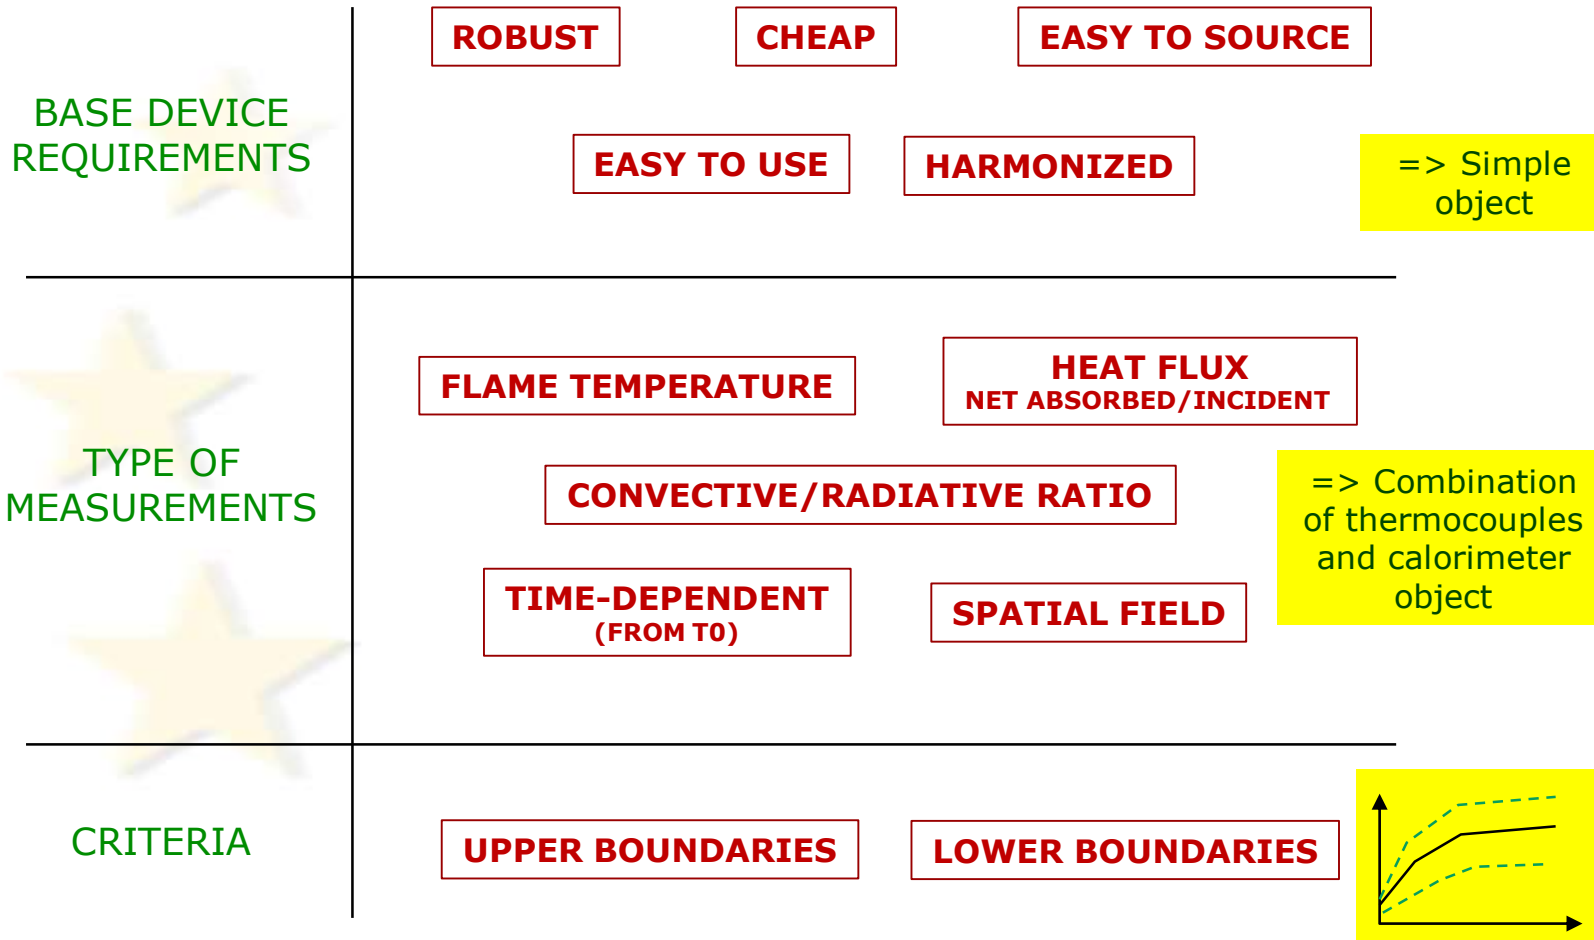 ROBUST
CHEAP
EASY TO SOURCE
BASE DEVICE
REQUIREMENTS
EASY TO USE
HARMONIZED
=> Simple
object
FLAME TEMPERATURE
HEAT FLUX
NET ABSORBED/INCIDENT
TYPE OF
MEASUREMENTS
CONVECTIVE/RADIATIVE RATIO
=> Combination
of thermocouples
and calorimeter
object
TIME-DEPENDENT
(FROM T0)
SPATIAL FIELD
CRITERIA
UPPER BOUNDARIES
LOWER BOUNDARIES